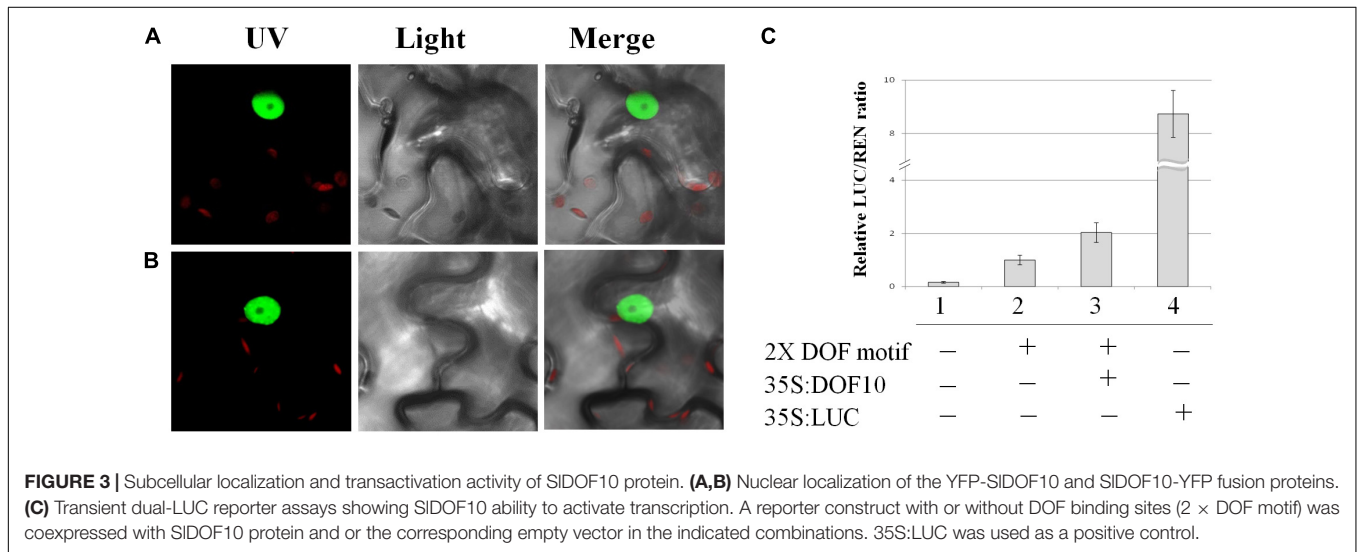 A
UV
Light
Merge
B
C
Relative LUC/REN ratio
10
8
4
2
0
1 2 3 4
2X DOF motif – + + –
35S:DOF10 – – + –
35S:LUC – – – +
FIGURE 3 | Subcellular localization and transactivation activity of SlDOF10 protein. (A,B) Nuclear localization of the YFP-SlDOF10 and SlDOF10-YFP fusion proteins.
(C) Transient dual-LUC reporter assays showing SlDOF10 ability to activate transcription. A reporter construct with or without DOF binding sites (2 × DOF motif) was
coexpressed with SlDOF10 protein and or the corresponding empty vector in the indicated combinations. 35S:LUC was used as a positive control.